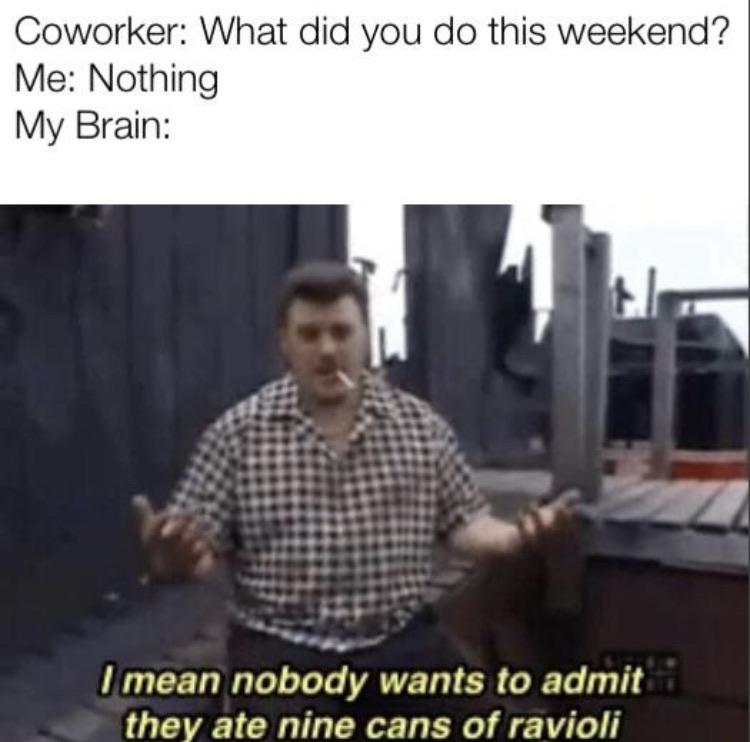 Coworker: What did you do this weekend?
Me: Nothing
My Brain:
I mean nobody wants to admit
they ate nine cans of ravioli